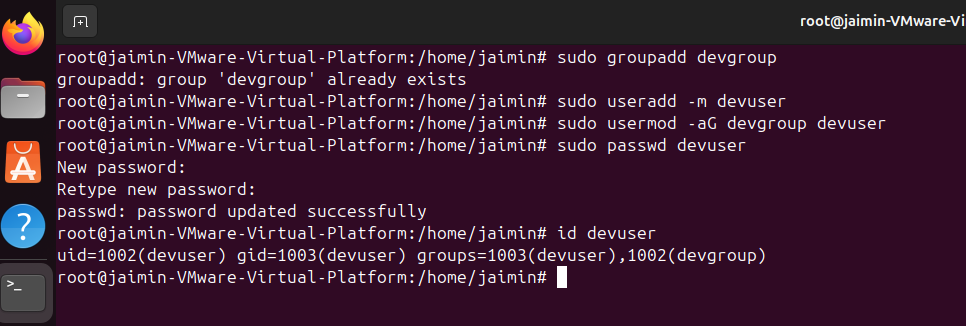 root@jaimin-VMware-Vi
root@jaimin-VMware-Virtual-Platform:/home/jaimin# sudo groupadd devgroup
groupadd: group 'devgroup' already exists
root@jaimin-VMware-Virtual-Platform:/home/jaimin# sudo useradd -m devuser
root@jaimin-VMware-Virtual-Platform:/home/jaimin# sudo usermod -aG devgroup devuser
root@jaimin-VMware-Virtual-Platform:/home/jaimin# sudo passwd devuser
New password:
Retype new password:
passwd: password updated successfully
root@jaimin-VMware-Virtual-Platform:/home/jaimin# id devuser
uid=1002(devuser) gid=1003(devuser) groups=1003(devuser),1002(devgroup)
root@jaimin-VMware-Virtual-Platform:/home/jaimin#